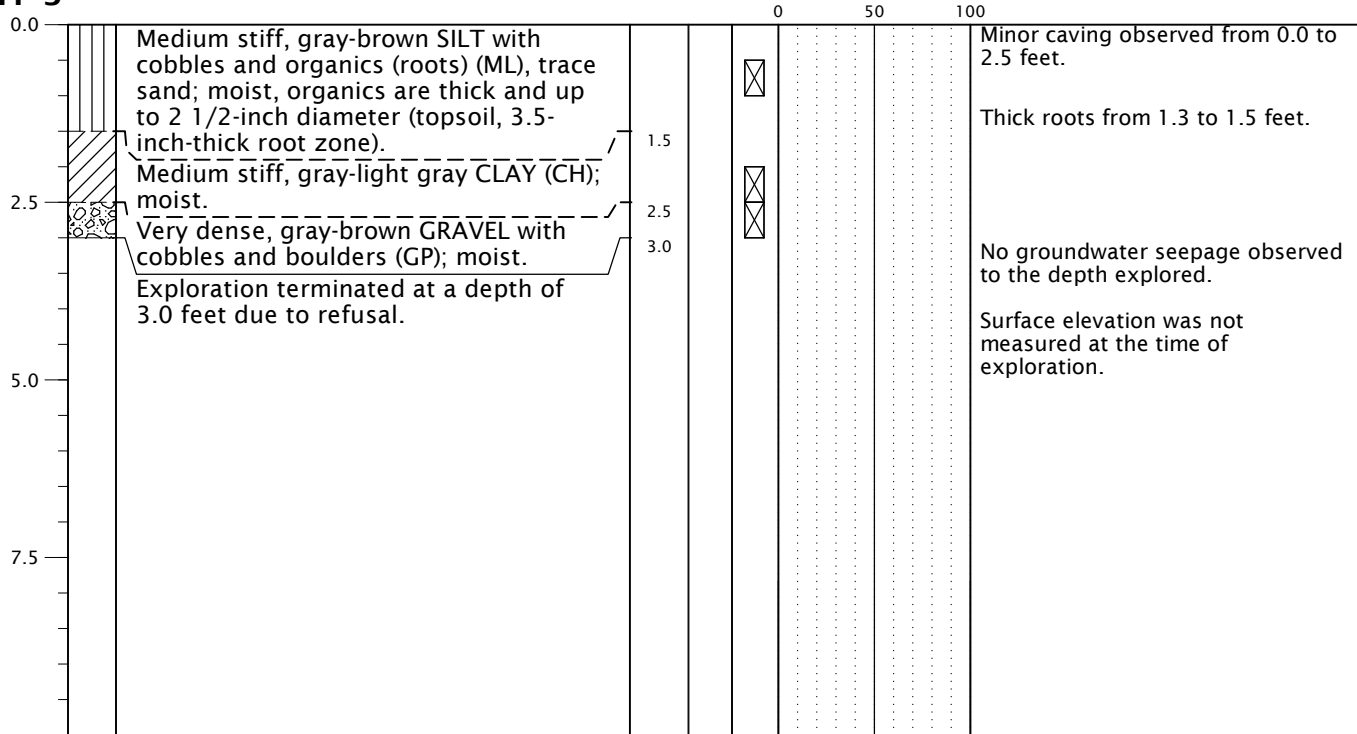 0 50 100
0.0
Medium stiff, gray-brown SILT with
cobbles and organics (roots) (ML), trace
sand; moist, organics are thick and up
to 2 1/2-inch diameter (topsoil, 3.5-
inch-thick root zone).
1.5
Medium stiff, gray-light gray CLAY (CH);
moist.
2.5
2.5
Very dense, gray-brown GRAVEL with
cobbles and boulders (GP); moist.
3.0
Exploration terminated at a depth of
3.0 feet due to refusal.
5.0
7.5
Minor caving observed from 0.0 to
2.5 feet.
Thick roots from 1.3 to 1.5 feet.
No groundwater seepage observed
to the depth explored.
Surface elevation was not
measured at the time of
exploration.